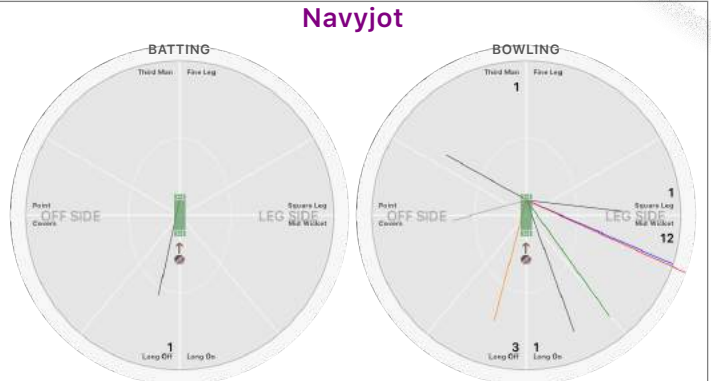 Navyjot
BATTING
Third Man Fine Leg
Point
OFF SIDE
Covers
Square Leg
LEG SIDE
Mid Wicket
1
Long Off Long On
BOWLING
Third Man Fine Leg
1
Point
OFF SIDE
Covers
1
Square Leg
LEG SIDE
Mid Wicket
12
3 1
Long Off Long On